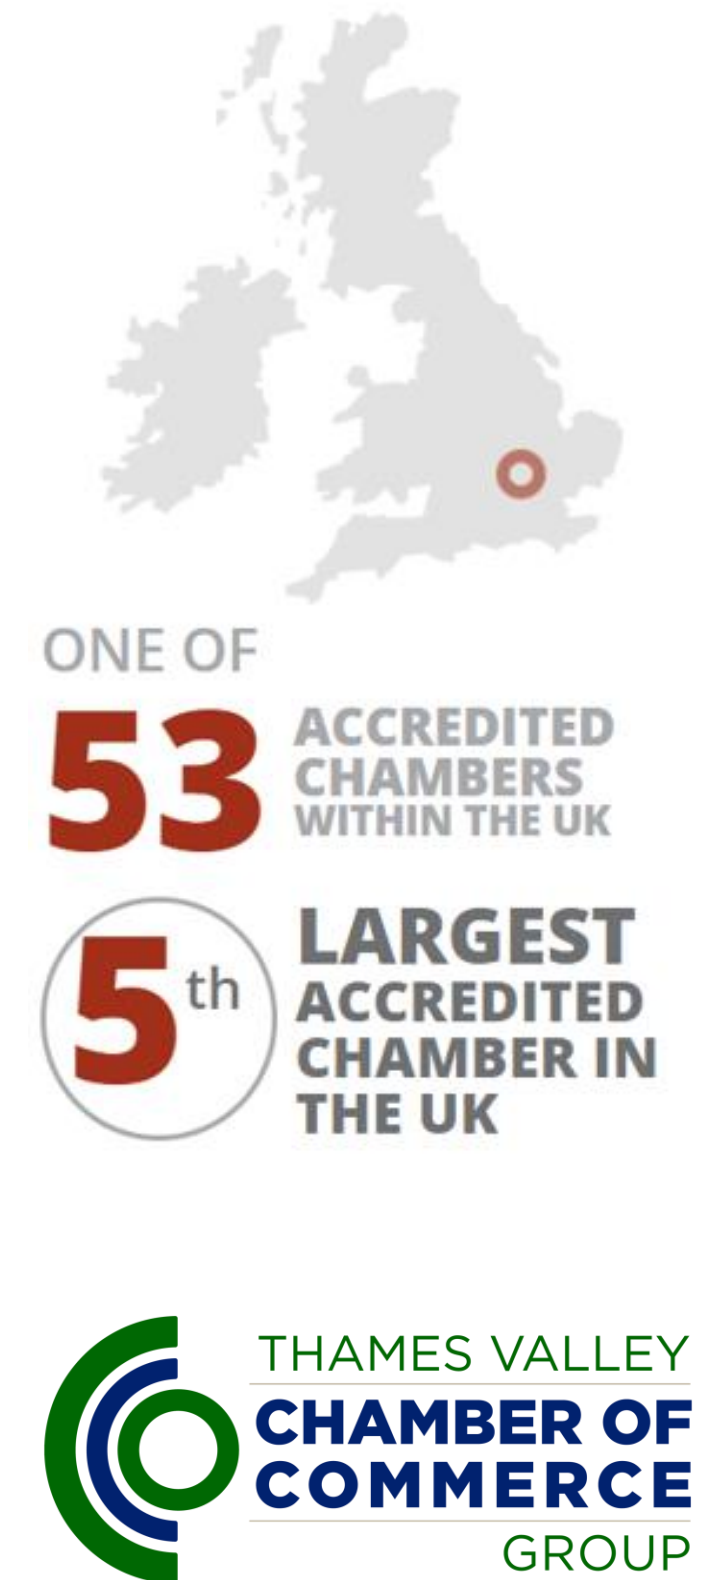 ONE OF
53
ACCREDITED
CHAMBERS
WITHIN THE UK
5th
LARGEST
ACCREDITED
CHAMBER IN
THE UK
THAMES VALLEY
CHAMBER OF
COMMERCE
GROUP